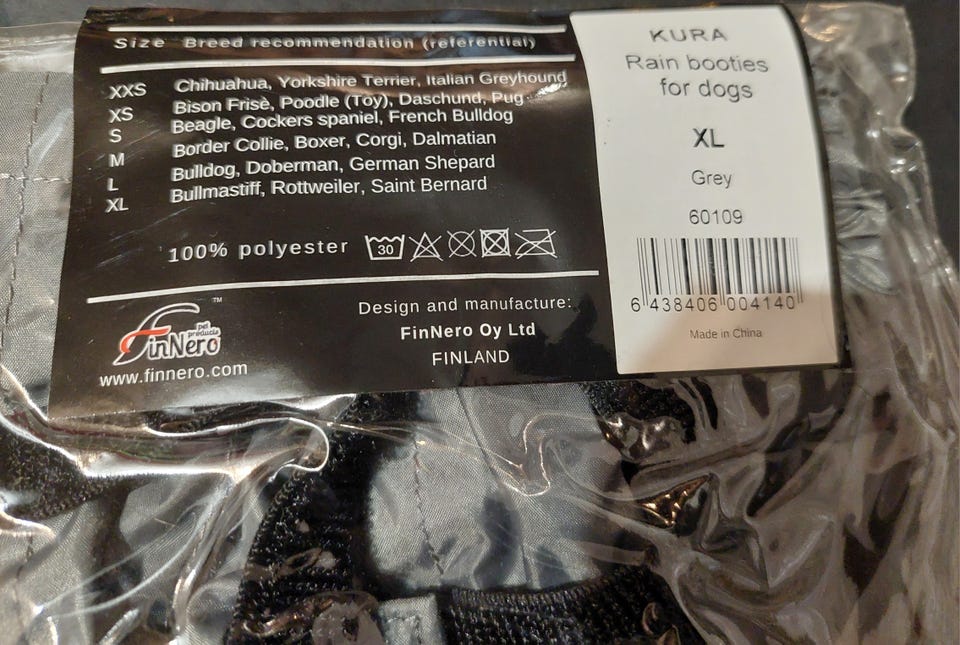 Size Breed recommendation (referential)
XXS Chihuahua, Yorkshire Terrier, Italian Greyhound
XS Bison Frisè, Poodle (Toy), Daschund, Pug
S Beagle, Cockers spaniel, French Bulldog
M Border Collie, Boxer, Corgi, Dalmatian
L Bulldog, Doberman, German Shepard
XL Bullmastiff, Rottweiler, Saint Bernard
100% polyester 30
TM
pet
products
FinNero
www.finnero.com
Design and manufacture:
FinNero Oy Ltd
FINLAND
KURA
Rain booties
for dogs
XL
Grey
60109
6 438406 004140
Made in China